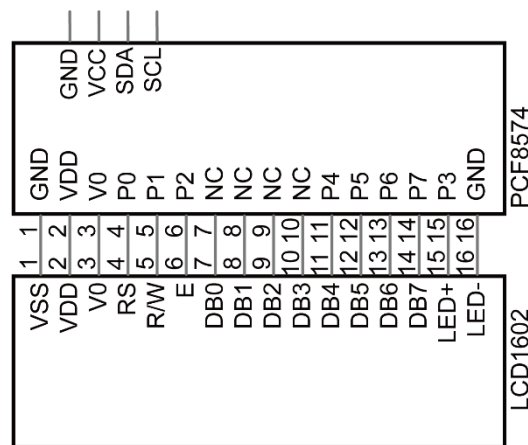 GND VCC SDA SCL
GND VDD V0 P0 P1 P2 NC NC NC NC P4 P5 P6 P7 P3 GND
PCF8574
1 2 3 4 5 6 7 8 9 10 11 12 13 14 15 16
1 2 3 4 5 6 7 8 9 10 11 12 13 14 15 16
VSS VDD V0 RS R/W E DB0 DB1 DB2 DB3 DB4 DB5 DB6 DB7 LED+ LED-
LCD1602